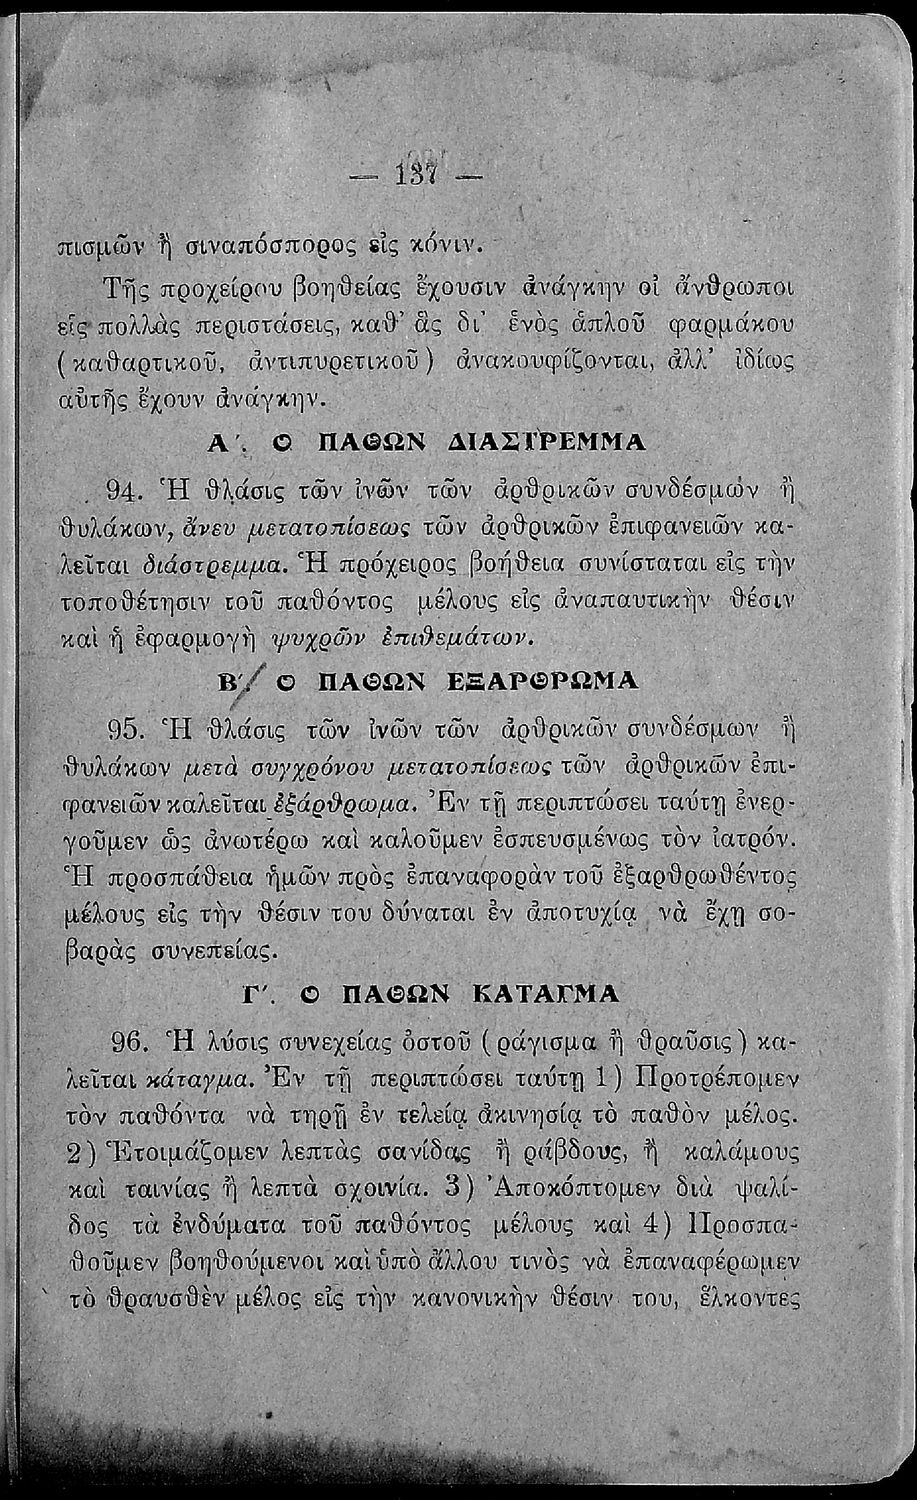 — 137 —
πισμῶν ἢ σιναπόσπορος εἰς κόνιν.
Τῆς προχείρου βοηθείας ἔχουσιν ἀνάγκην οἱ ἄνθρωποι
εἰς πολλὰς περιστάσεις, καθ' ἃς δι' ἑνὸς ἁπλοῦ φαρμάκου
(καθαρτικοῦ, ἀντιπυρετικοῦ) ἀνακουφίζονται, ἀλλ' ἰδίως
αὐτῆς ἔχουν ἀνάγκην.
Α΄. Ο ΠΑΘΩΝ ΔΙΑΣΤΡΕΜΜΑ
94. Ἡ θλάσις τῶν ἰνῶν τῶν ἀρθρικῶν συνδέσμων ἢ
θυλάκων, ἄνευ μετατοπίσεως τῶν ἀρθρικῶν ἐπιφανειῶν κα-
λεῖται διάστρεμμα. Ἡ πρόχειρος βοήθεια συνίσταται εἰς τὴν
τοποθέτησιν τοῦ παθόντος μέλους εἰς ἀναπαυτικὴν θέσιν
καὶ ἡ ἐφαρμογὴ ψυχρῶν ἐπιθεμάτων.
Β΄. Ο ΠΑΘΩΝ ΕΞΑΡΘΡΩΜΑ
95. Ἡ θλάσις τῶν ἰνῶν τῶν ἀρθρικῶν συνδέσμων ἢ
θυλάκων μετὰ συγχρόνου μετατοπίσεως τῶν ἀρθρικῶν ἐπι-
φανειῶν καλεῖται ἐξάρθρωμα. Ἐν τῇ περιπτώσει ταύτῃ ἐνερ-
γοῦμεν ὡς ἀνωτέρω καὶ καλοῦμεν ἐσπευσμένως τὸν ἰατρόν.
Ἡ προσπάθεια ἡμῶν πρὸς ἐπαναφορὰν τοῦ ἐξαρθρωθέντος
μέλους εἰς τὴν θέσιν του δύναται ἐν ἀποτυχίᾳ νὰ ἔχῃ σο-
βαρὰς συνεπείας.
Γ΄. Ο ΠΑΘΩΝ ΚΑΤΑΓΜΑ
96. Ἡ λύσις συνεχείας ὀστοῦ (ράγισμα ἢ θραῦσις) κα-
λεῖται κάταγμα. Ἐν τῇ περιπτώσει ταύτῃ 1) Προτρέπομεν
τὸν παθόντα νὰ τηρῇ ἐν τελείᾳ ἀκινησίᾳ τὸ παθὸν μέλος.
2) Ἑτοιμάζομεν λεπτὰς σανίδας ἢ ράβδους, ἢ καλάμους
καὶ ταινίας ἢ λεπτὰ σχοινία. 3) Ἀποκόπτομεν διὰ ψαλί-
δος τὰ ἐνδύματα τοῦ παθόντος μέλους καὶ 4) Προσπα-
θοῦμεν βοηθούμενοι καὶ ὑπὸ ἄλλου τινὸς νὰ ἐπαναφέρωμεν
τὸ θραυσθὲν μέλος εἰς τὴν κανονικὴν θέσιν του, ἕλκοντες